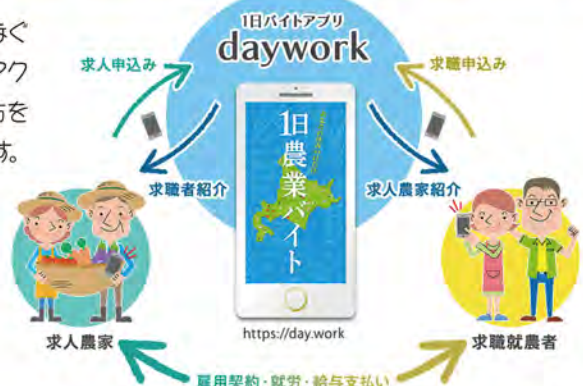 1日バイトアプリ
daywork
求人申込み
求職申込み
求職者紹介
求人農家紹介
1日農業バイト
https://day.work
求人農家
求職就農者
雇用契約・就労・給与支払い
す。